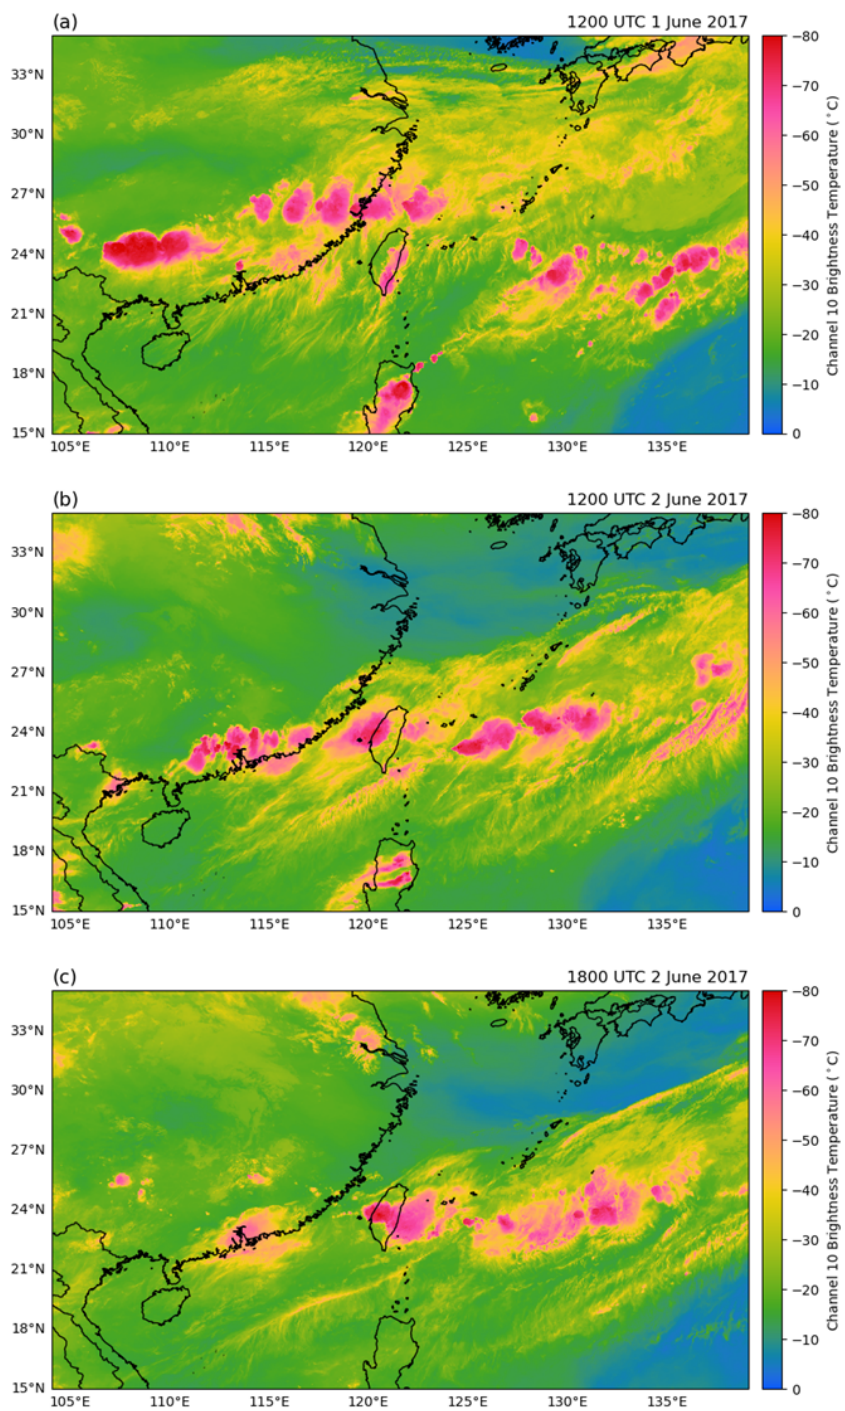 (a) 1200 UTC 1 June 2017
33°N
30°N
27°N
24°N
21°N
18°N
15°N
105°E 110°E 115°E 120°E 125°E 130°E 135°E
−80
−70
−60
−50
−40
−30
−20
−10
0
Channel 10 Brightness Temperature (°C)
(b) 1200 UTC 2 June 2017
33°N
30°N
27°N
24°N
21°N
18°N
15°N
105°E 110°E 115°E 120°E 125°E 130°E 135°E
−80
−70
−60
−50
−40
−30
−20
−10
0
Channel 10 Brightness Temperature (°C)
(c) 1800 UTC 2 June 2017
33°N
30°N
27°N
24°N
21°N
18°N
15°N
105°E 110°E 115°E 120°E 125°E 130°E 135°E
−80
−70
−60
−50
−40
−30
−20
−10
0
Channel 10 Brightness Temperature (°C)